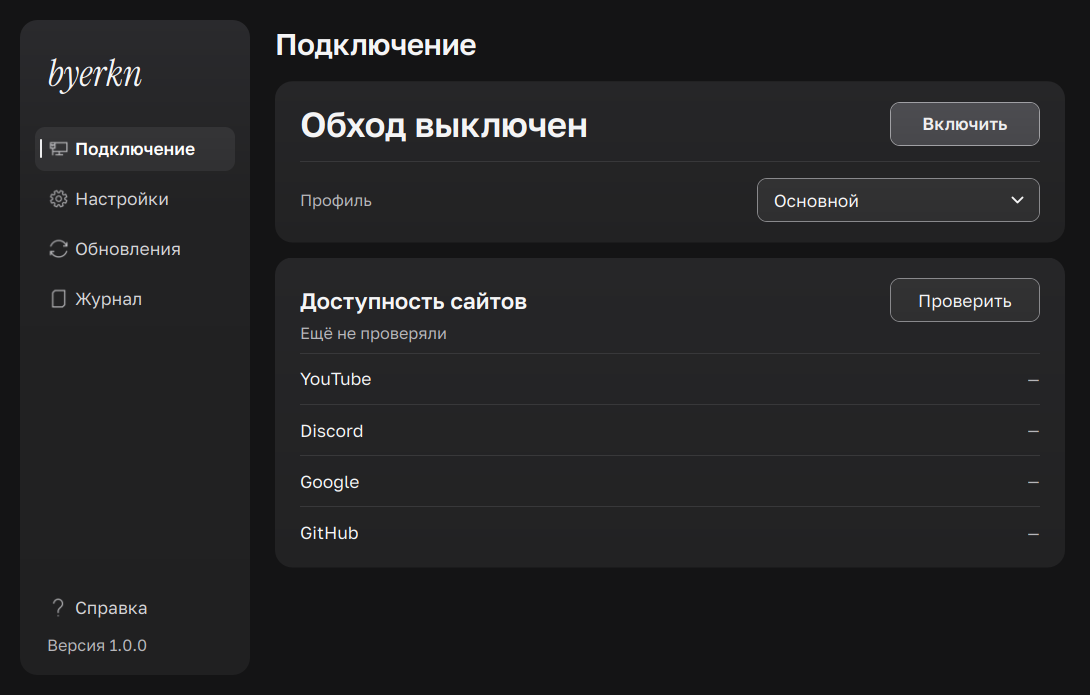 byerkn
Подключение
Настройки
Обновления
Журнал
Справка
Версия 1.0.0
Подключение
Обход выключен
Включить
Профиль
Основной
Доступность сайтов
Проверить
Ещё не проверяли
YouTube –
Discord –
Google –
GitHub –